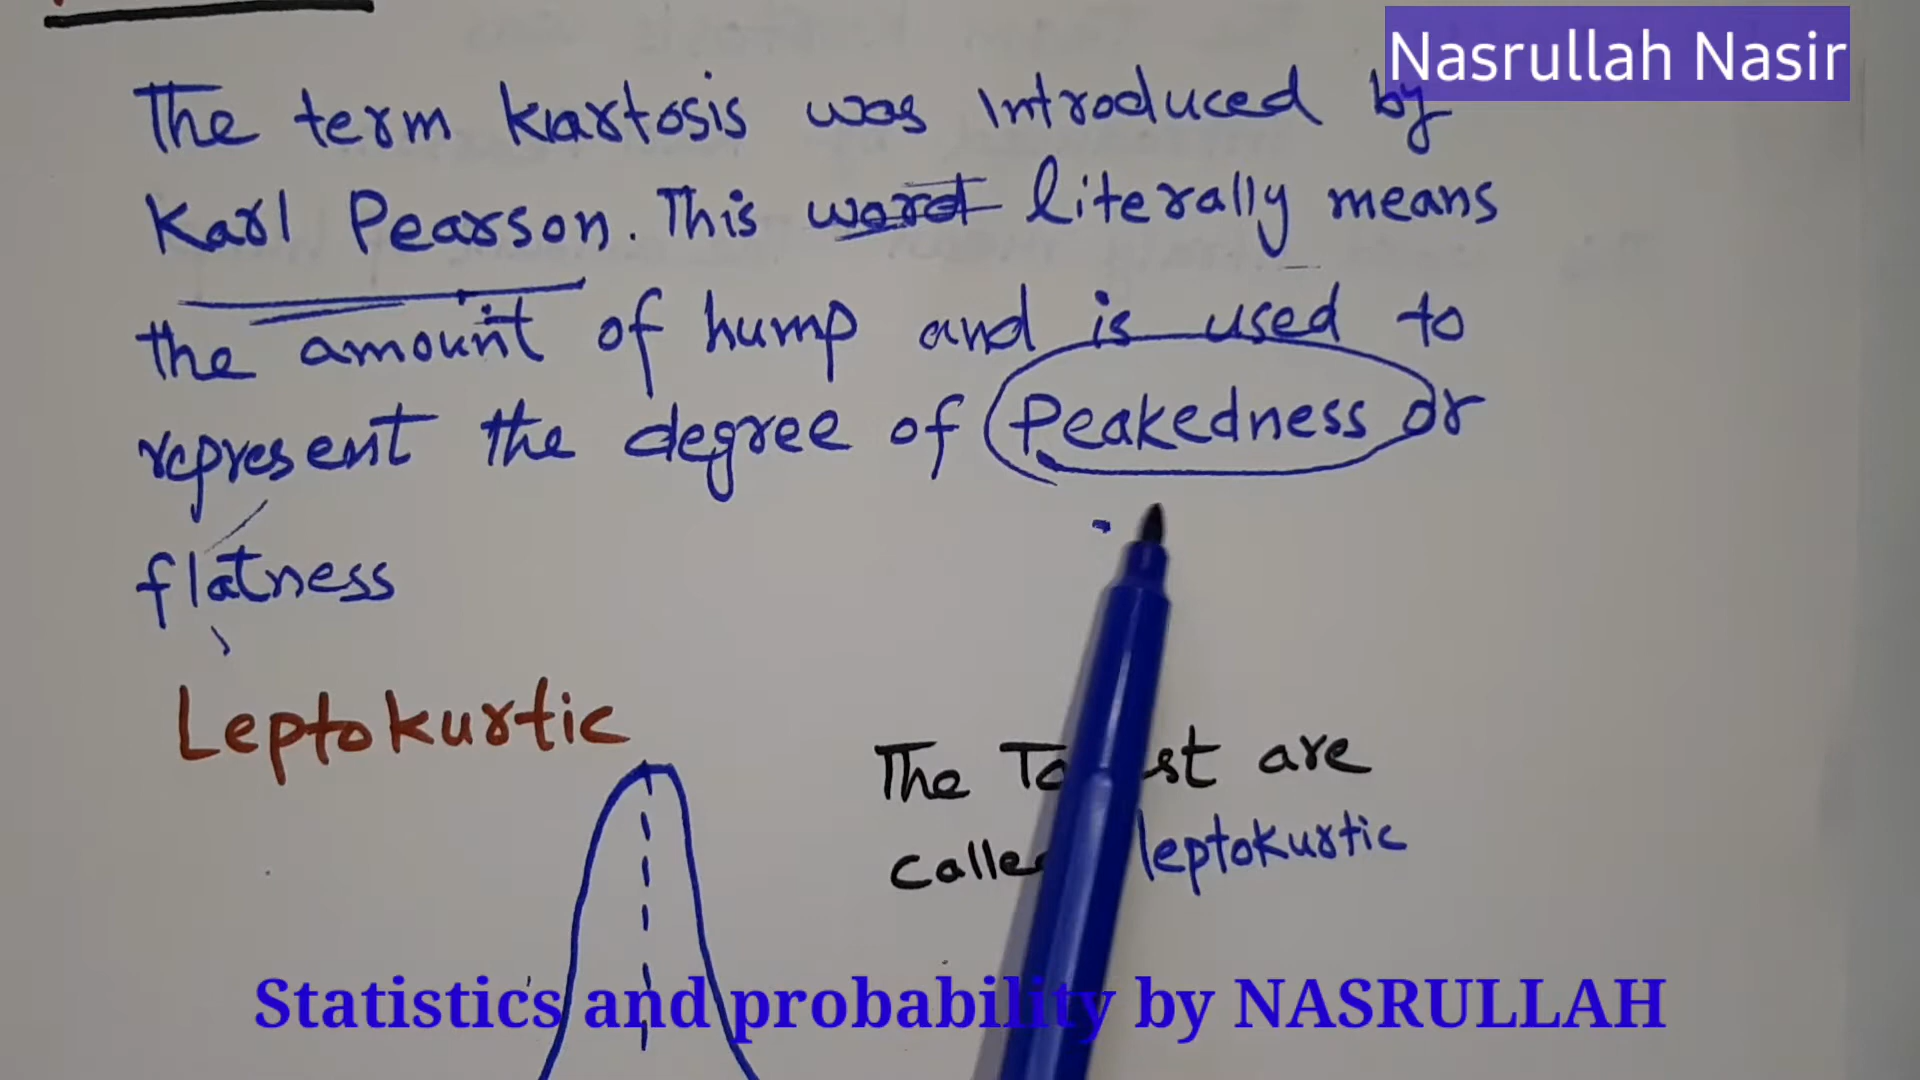 Nasrullah Nasir
The term kurtosis was introduced by
Karl Pearson. This word literally means
the amount of hump and is used to
represent the degree of Peakedness or
flatness
Leptokurtic
The are
called leptokurtic
Statistics and probability by NASRULLAH